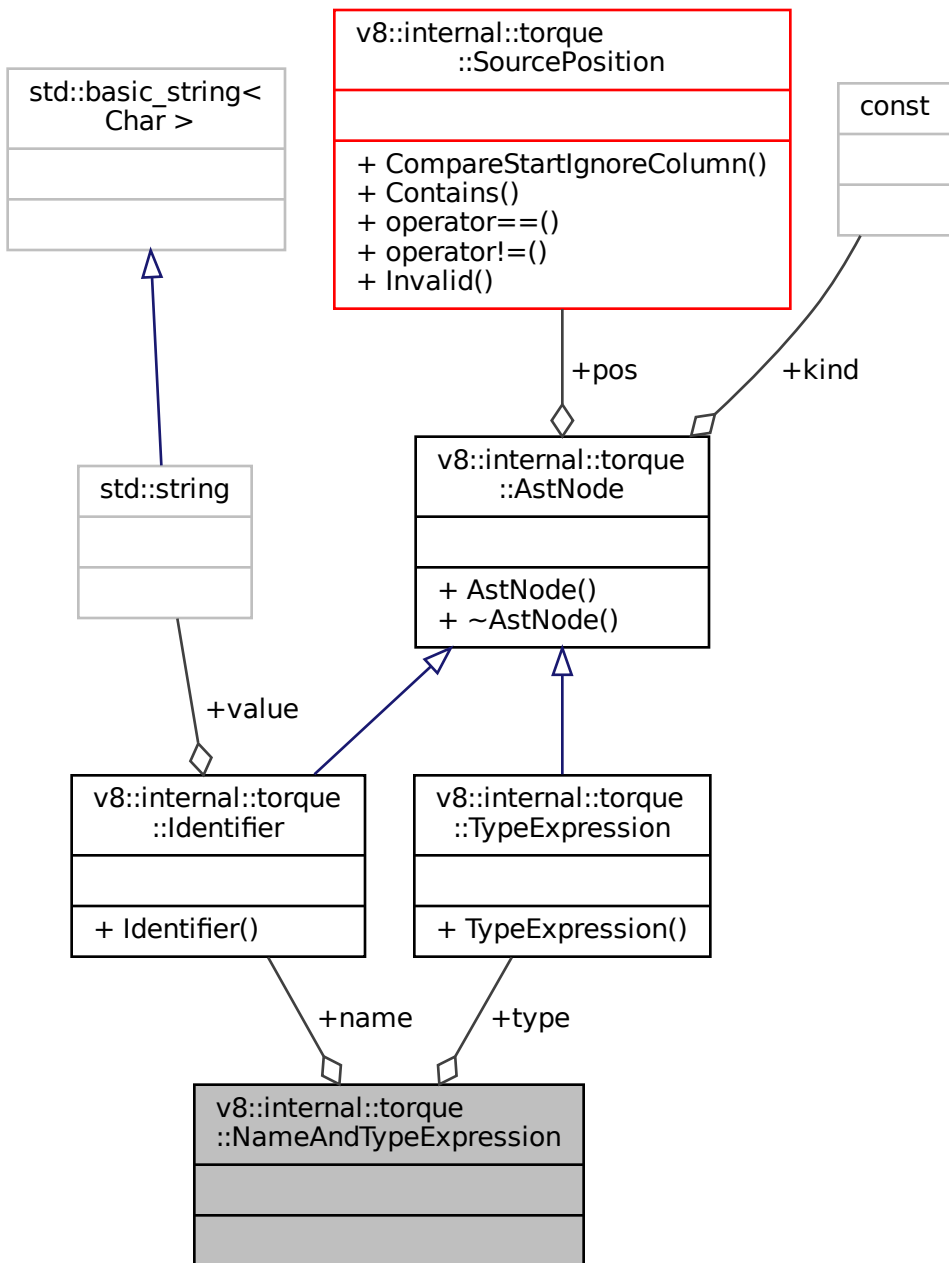 v8::internal::torque
::SourcePosition
+ CompareStartIgnoreColumn()
+ Contains()
+ operator==()
+ operator!=()
+ Invalid()
std::basic_string<
Char >
const
+pos
+kind
v8::internal::torque
::AstNode
+ AstNode()
+ ~AstNode()
std::string
+value
v8::internal::torque
::Identifier
+ Identifier()
v8::internal::torque
::TypeExpression
+ TypeExpression()
+name
+type
v8::internal::torque
::NameAndTypeExpression